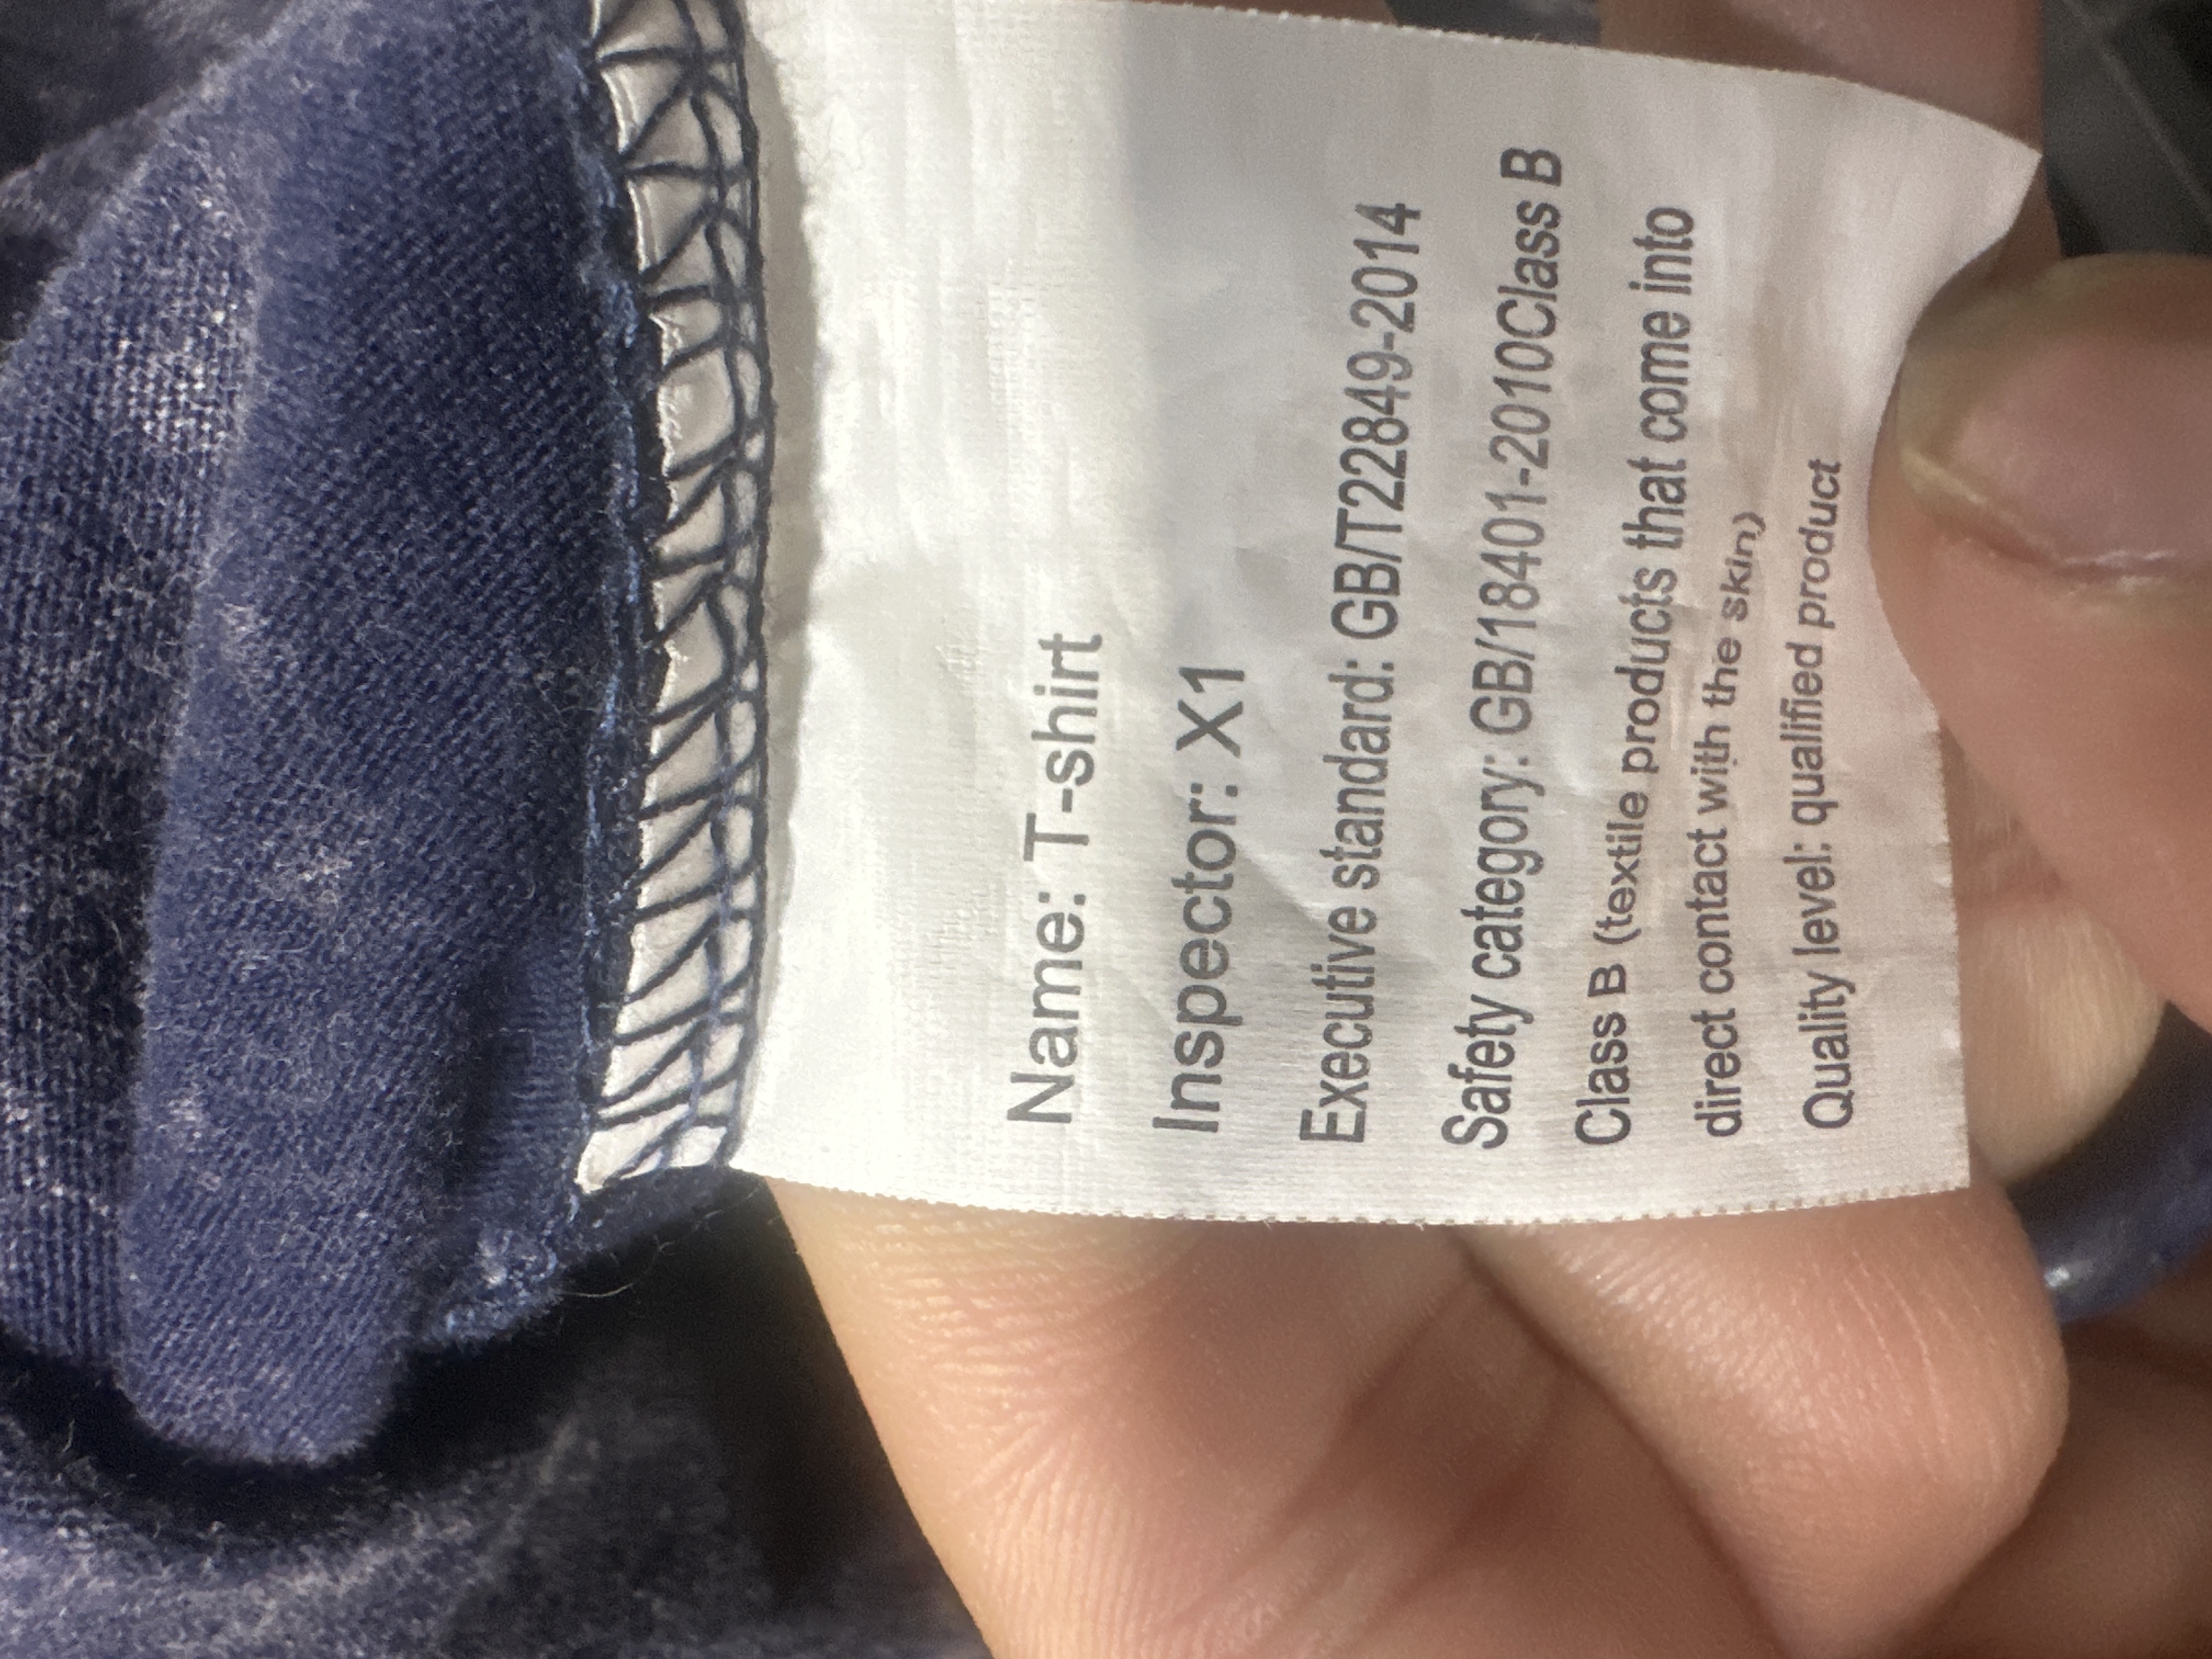 Name: T-shirt
Inspector: X1
Executive standard: GB/T22849-2014
Safety category: GB/18401-2010Class B
Class B (textile products that come into
direct contact with the skin)
Quality level: qualified product